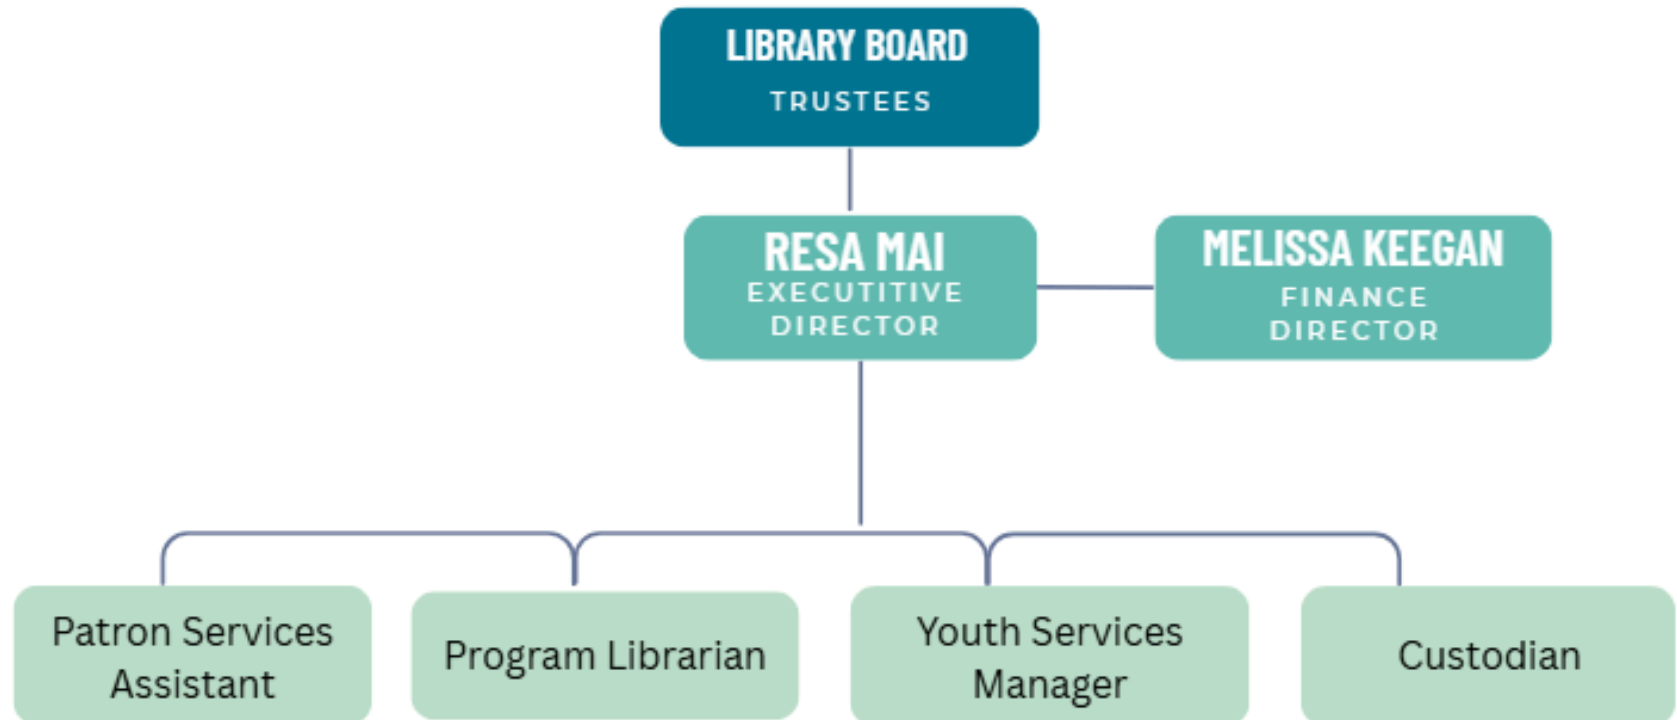 LIBRARY BOARD
TRUSTEES
RESA MAI
EXECUTITIVE
DIRECTOR
MELISSA KEEGAN
FINANCE
DIRECTOR
Patron Services
Assistant
Program Librarian
Youth Services
Manager
Custodian